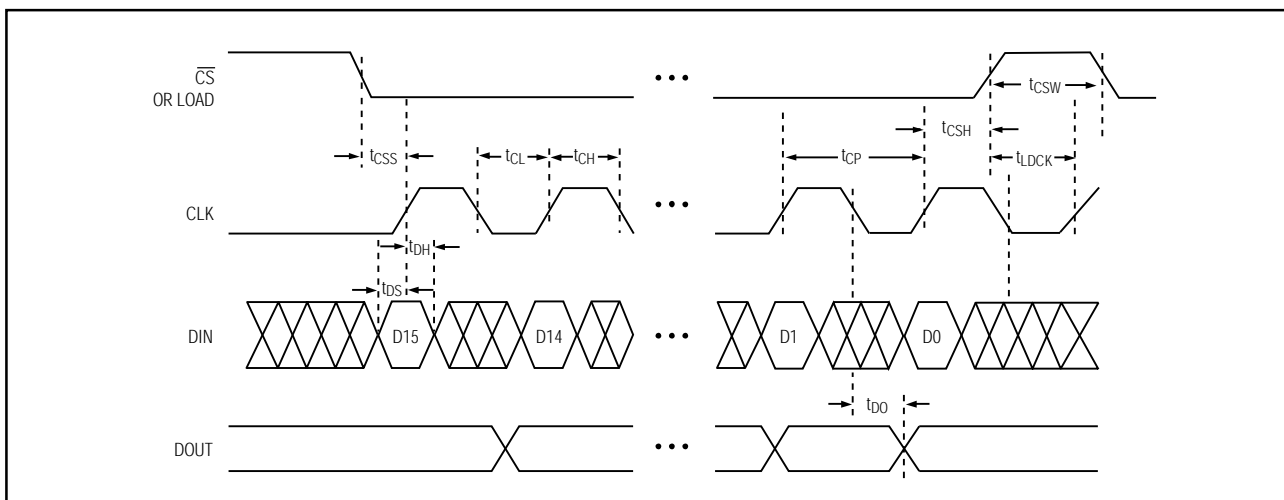 C̅S̅
OR LOAD
• • •
tCSW
tCSH
tCSS
tCL
tCH
tCP
tLDCK
CLK
• • •
tDH
tDS
DIN
D15
D14
• • •
D1
D0
tDO
DOUT
• • •